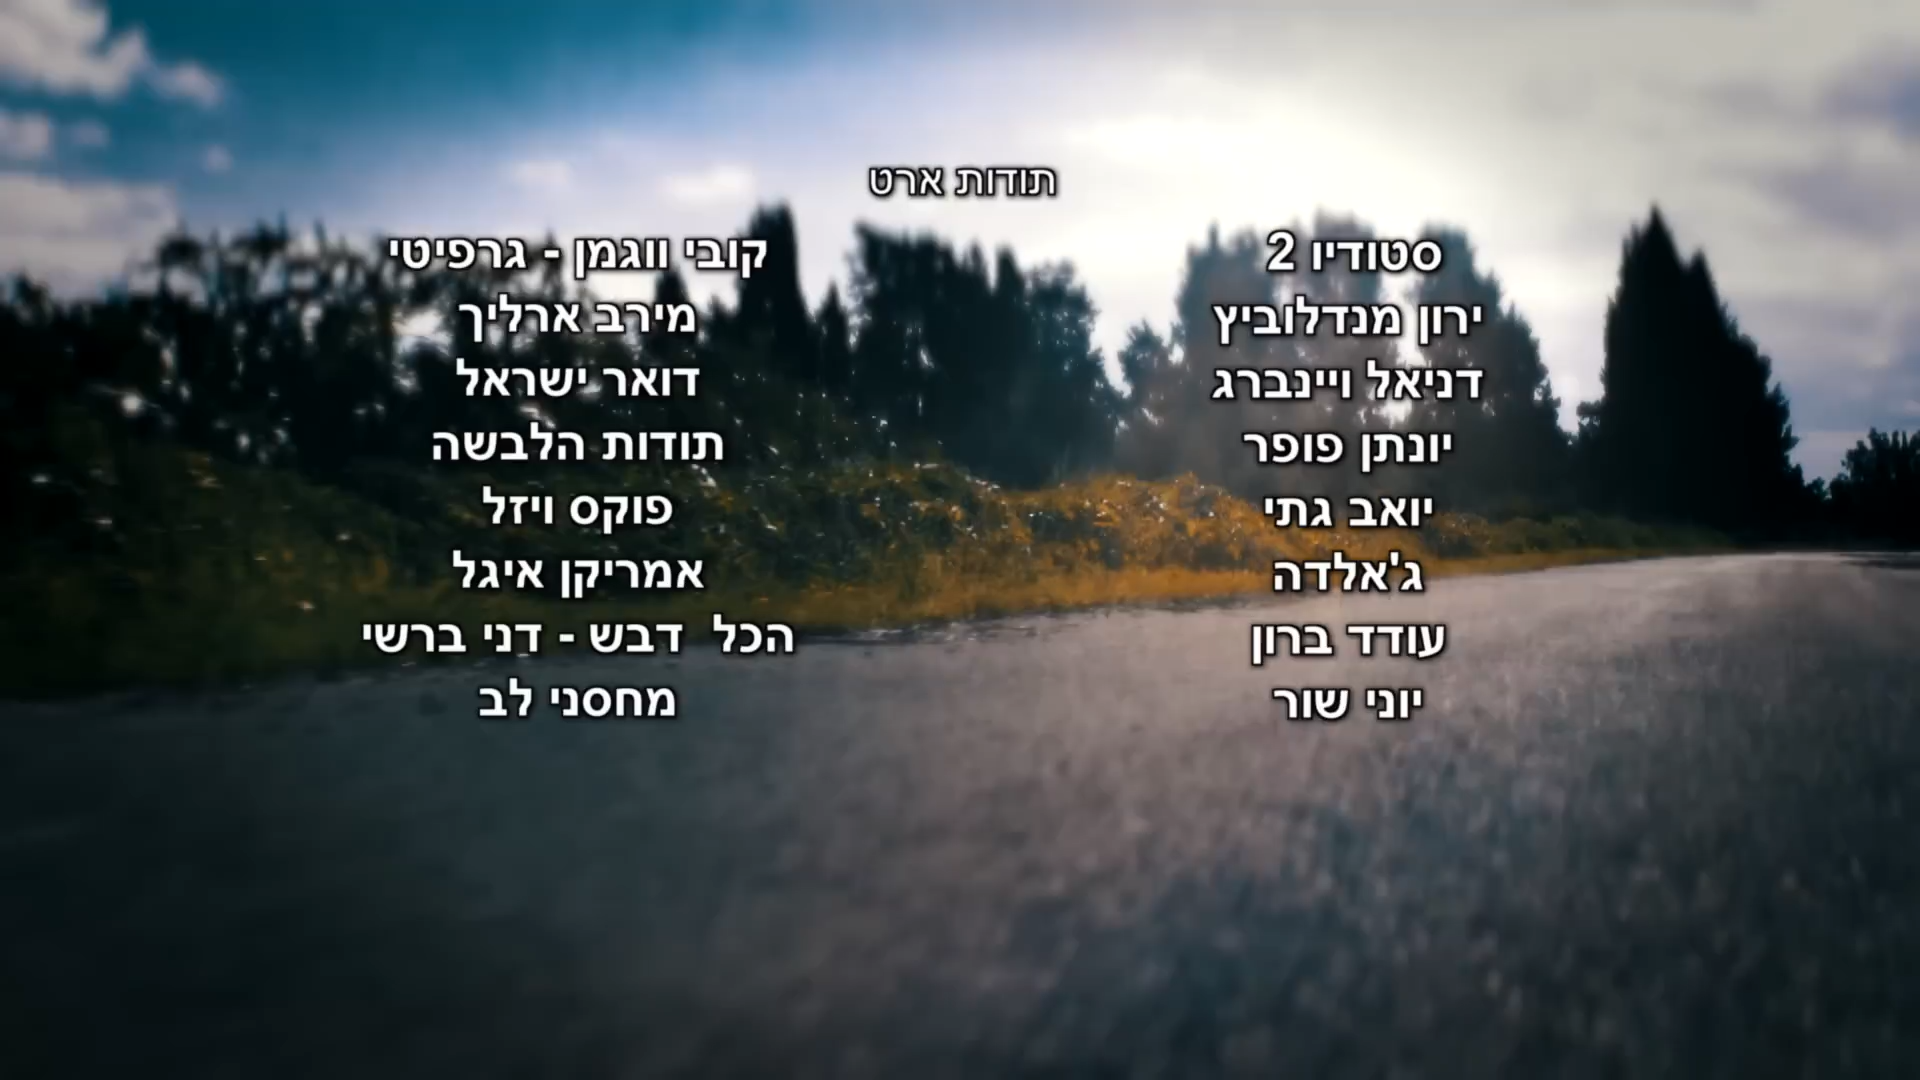 תודות ארט
סטודיו 2
ירון מנדלוביץ
דניאל ויינברג
יונתן פופר
יואב גתי
ג'אלדה
עודד ברון
יוני שור
קובי ווגמן - גרפיטי
מירב ארליך
דואר ישראל
תודות הלבשה
פוקס ויזל
אמריקן איגל
הכל  דבש - דני ברשי
מחסני לב